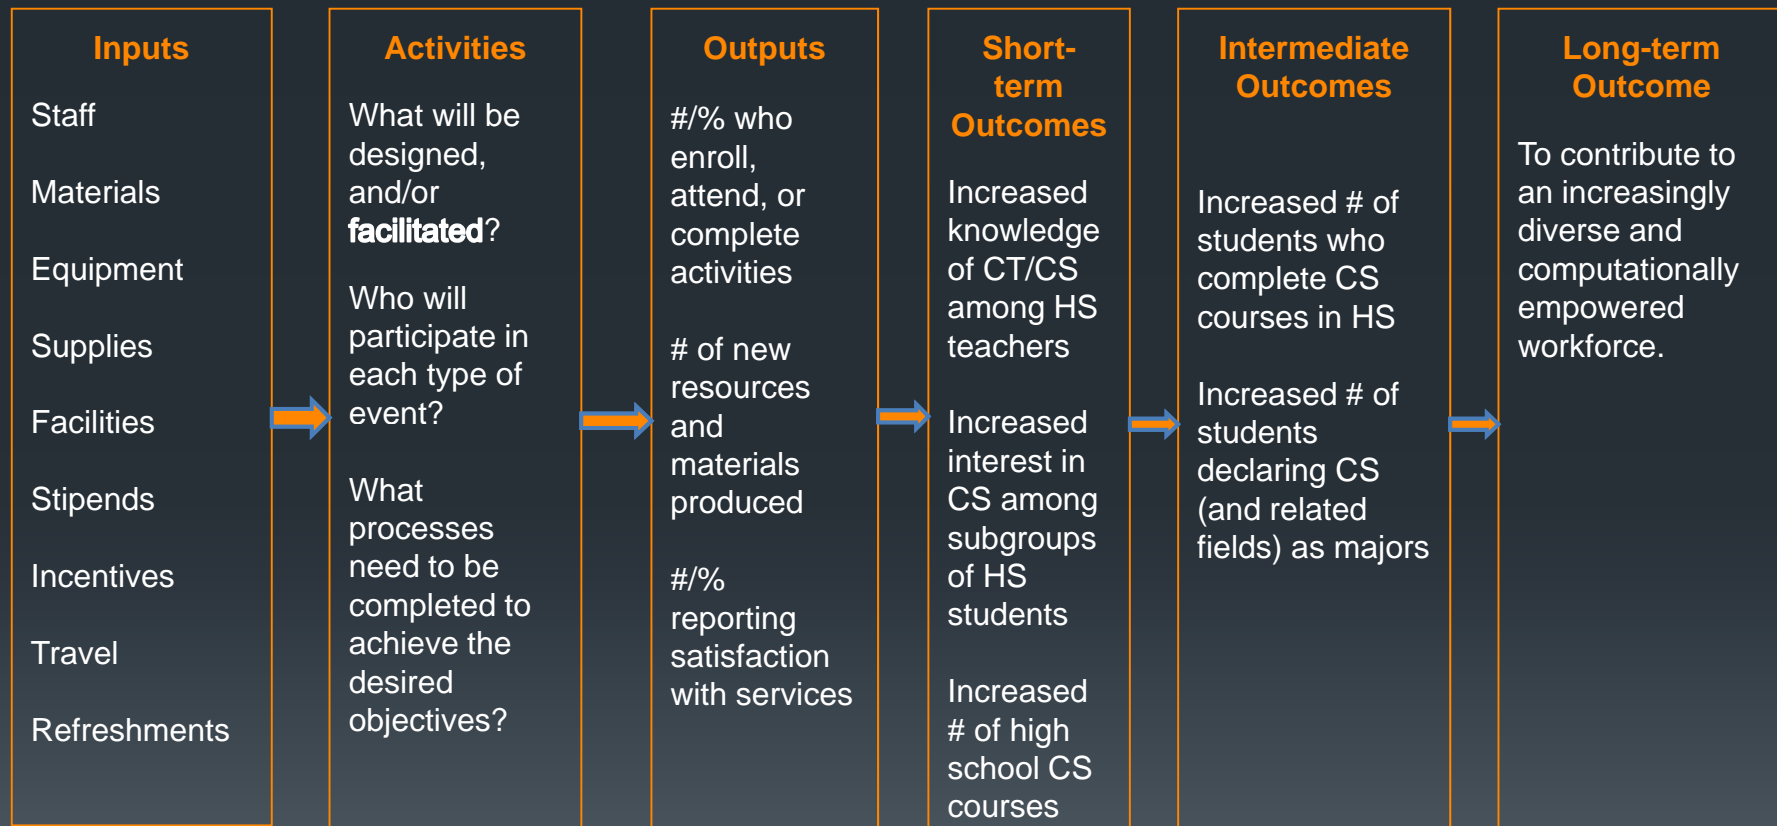 Inputs
Staff
Materials
Equipment
Supplies
Facilities
Stipends
Incentives
Travel
Refreshments
Activities
What will be
designed,
and/or
facilitated?
Who will
participate in
each type of
event?
What
processes
need to be
completed to
achieve the
desired
objectives?
Outputs
#/% who
enroll,
attend, or
complete
activities
# of new
resources
and
materials
produced
#/%
reporting
satisfaction
with services
Short-
term
Outcomes
Increased
knowledge
of CT/CS
among HS
teachers
Increased
interest in
CS among
subgroups
of HS
students
Increased
# of high
school CS
courses
Intermediate
Outcomes
Increased # of
students who
complete CS
courses in HS
Increased # of
students
declaring CS
(and related
fields) as majors
Long-term
Outcome
To contribute to
an increasingly
diverse and
computationally
empowered
workforce.